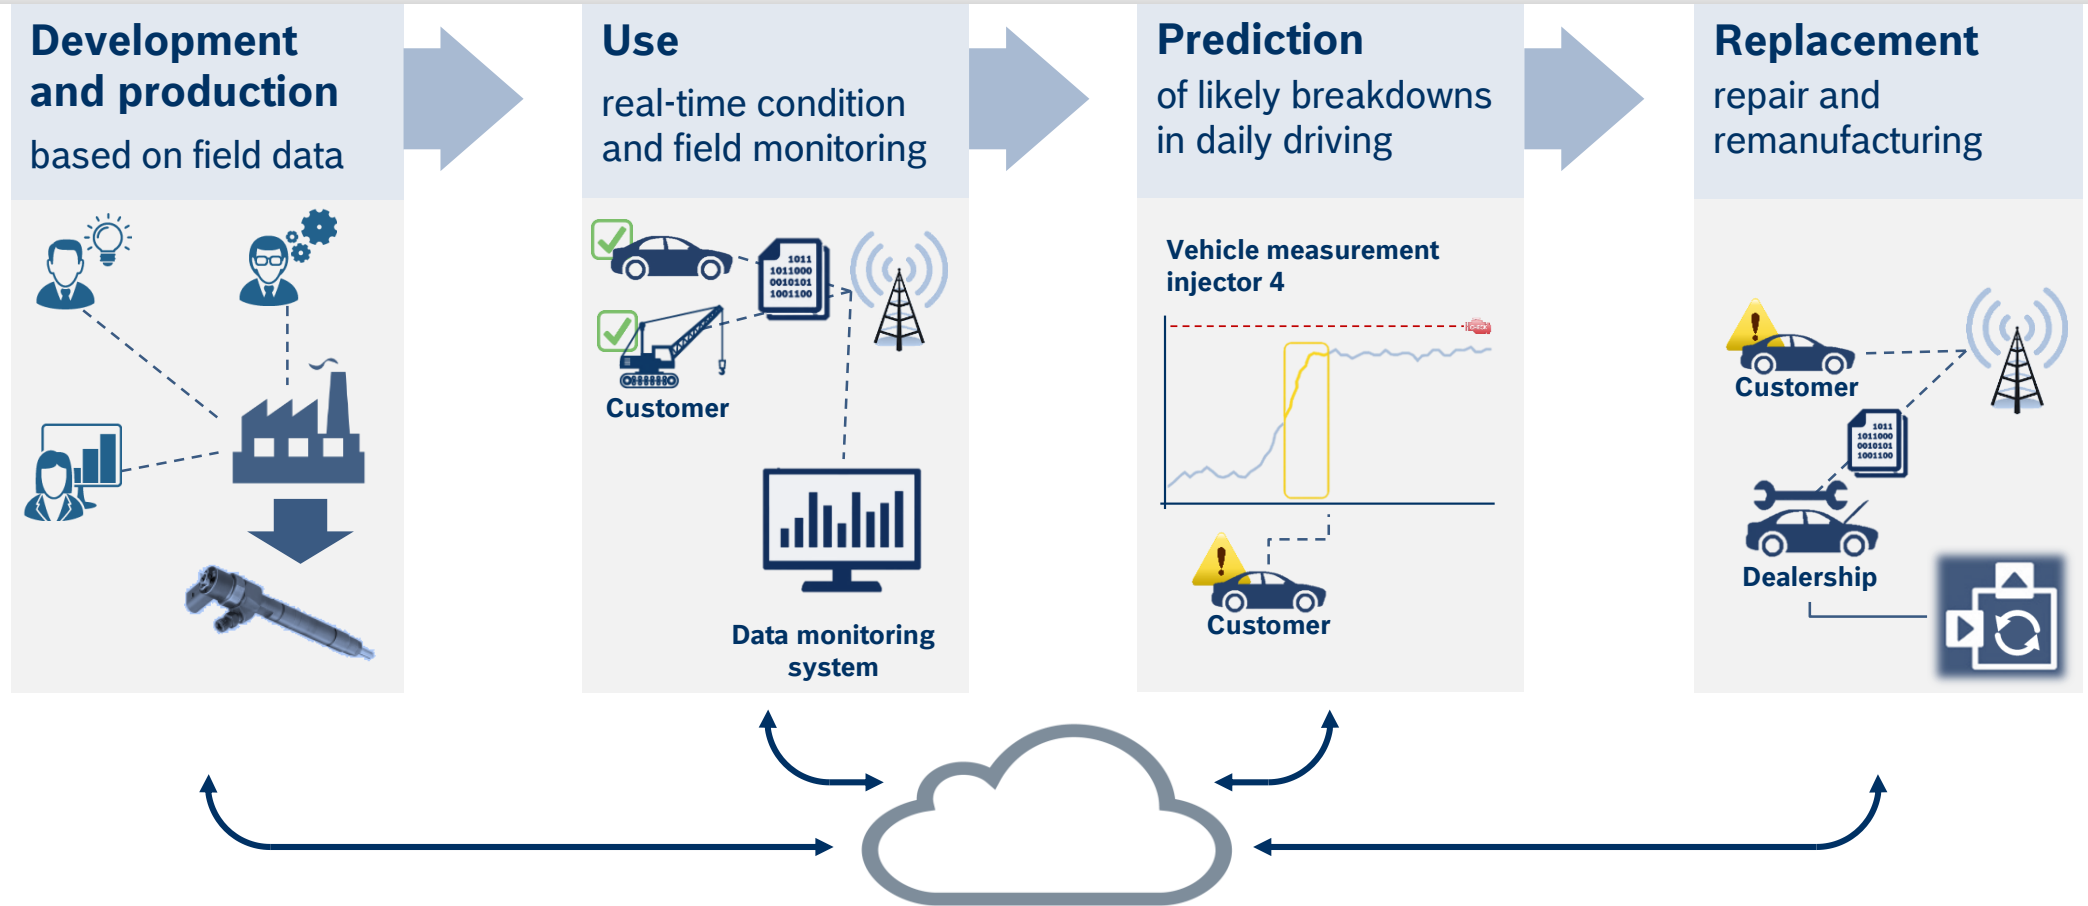 Development
and production
based on field data
Use
real-time condition
and field monitoring
Prediction
of likely breakdowns
in daily driving
Replacement
repair and
remanufacturing
1011
1011000
0010101
1001100
Customer
Data monitoring
system
Vehicle measurement
injector 4
Customer
Customer
1011
1011000
0010101
1001100
Dealership